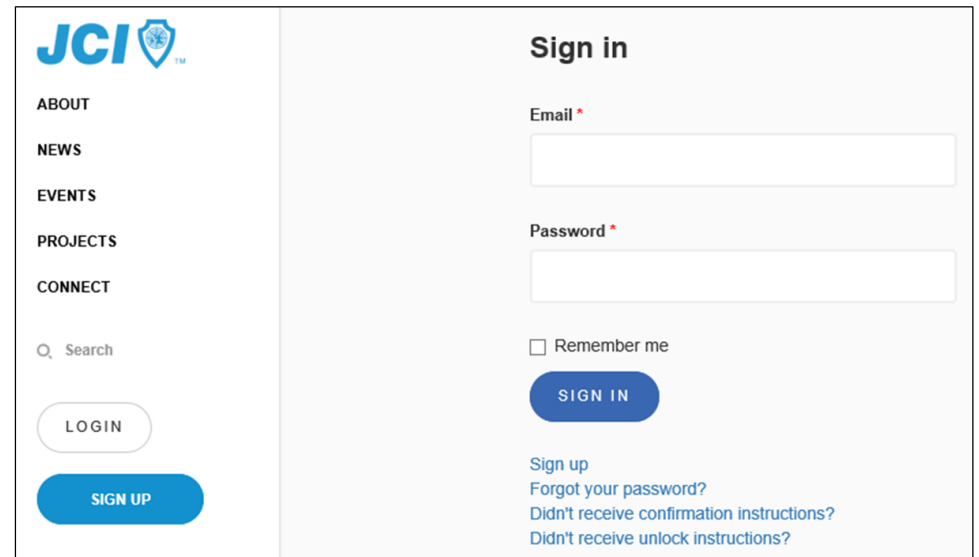 JCI
TM
ABOUT
NEWS
EVENTS
PROJECTS
CONNECT
Search
LOGIN
SIGN UP
Sign in
Email *
Password *
Remember me
SIGN IN
Sign up
Forgot your password?
Didn't receive confirmation instructions?
Didn't receive unlock instructions?